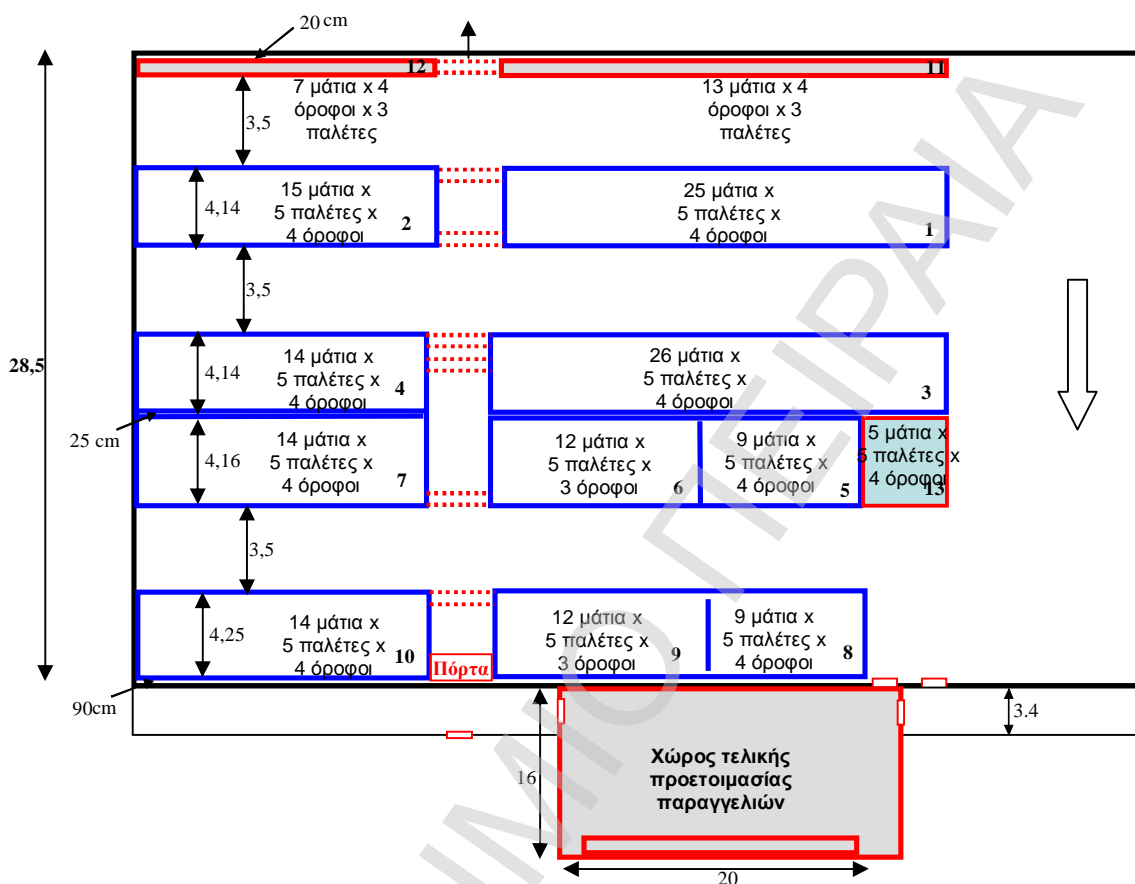 20 cm
12
11
7 μάτια x 4
όροφοι x 3
παλέτες
13 μάτια x 4
όροφοι x 3
παλέτες
3,5
4,14
15 μάτια x
5 παλέτες x
4 όροφοι
2
25 μάτια x
5 παλέτες x
4 όροφοι
1
3,5
28,5
4,14
14 μάτια x
5 παλέτες x
4 όροφοι
4
26 μάτια x
5 παλέτες x
4 όροφοι
3
25 cm
4,16
14 μάτια x
5 παλέτες x
4 όροφοι
7
12 μάτια x
5 παλέτες x
3 όροφοι
6
9 μάτια x
5 παλέτες x
4 όροφοι
5
5 μάτια x
5 παλέτες x
4 όροφοι
13
3,5
4,25
14 μάτια x
5 παλέτες x
4 όροφοι
10
Πόρτα
12 μάτια x
5 παλέτες x
3 όροφοι
9
9 μάτια x
5 παλέτες x
4 όροφοι
8
90cm
3.4
16
Χώρος τελικής
προετοιμασίας
παραγγελιών
20
ΠΕΙΡΑΙΑ